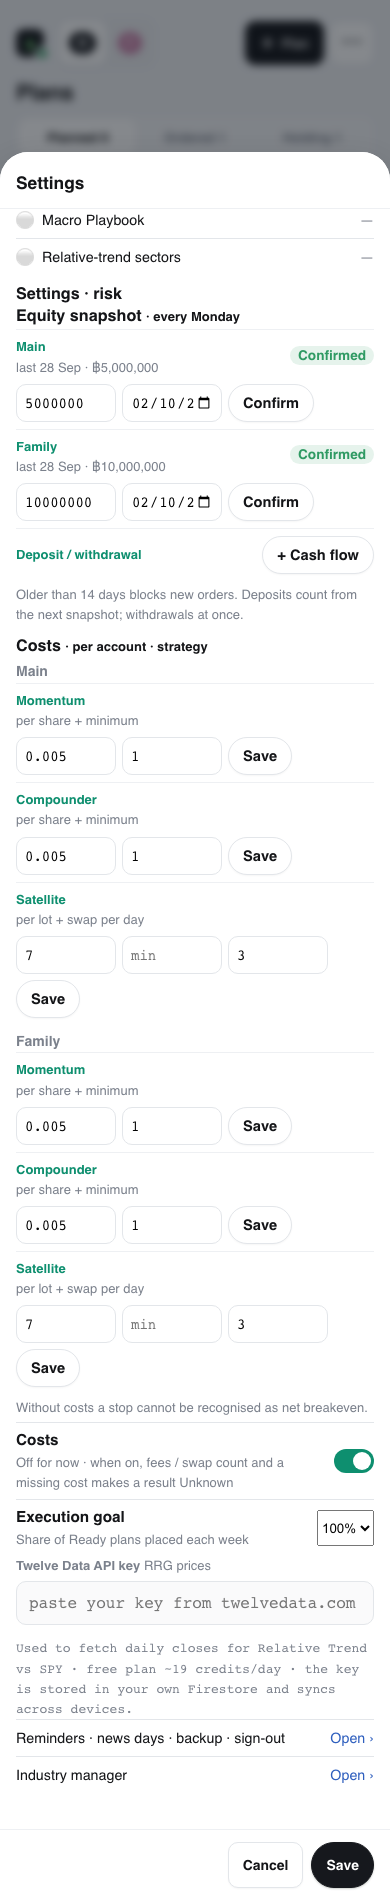 Plans
Settings
Macro Playbook —
Relative-trend sectors —
Settings · risk
Equity snapshot · every Monday
Main
last 28 Sep · ฿5,000,000
Confirmed
5000000 02/10/2 Confirm
Family
last 28 Sep · ฿10,000,000
Confirmed
10000000 02/10/2 Confirm
Deposit / withdrawal + Cash flow
Older than 14 days blocks new orders. Deposits count from
the next snapshot; withdrawals at once.
Costs · per account · strategy
Main
Momentum
per share + minimum
0.005 1 Save
Compounder
per share + minimum
0.005 1 Save
Satellite
per lot + swap per day
7 min 3
Save
Family
Momentum
per share + minimum
0.005 1 Save
Compounder
per share + minimum
0.005 1 Save
Satellite
per lot + swap per day
7 min 3
Save
Without costs a stop cannot be recognised as net breakeven.
Costs
Off for now · when on, fees / swap count and a
missing cost makes a result Unknown
Execution goal
Share of Ready plans placed each week
100%
Twelve Data API key RRG prices
paste your key from twelvedata.com
Used to fetch daily closes for Relative Trend
vs SPY · free plan ~19 credits/day · the key
is stored in your own Firestore and syncs
across devices.
Reminders · news days · backup · sign-out Open ›
Industry manager Open ›
Cancel Save